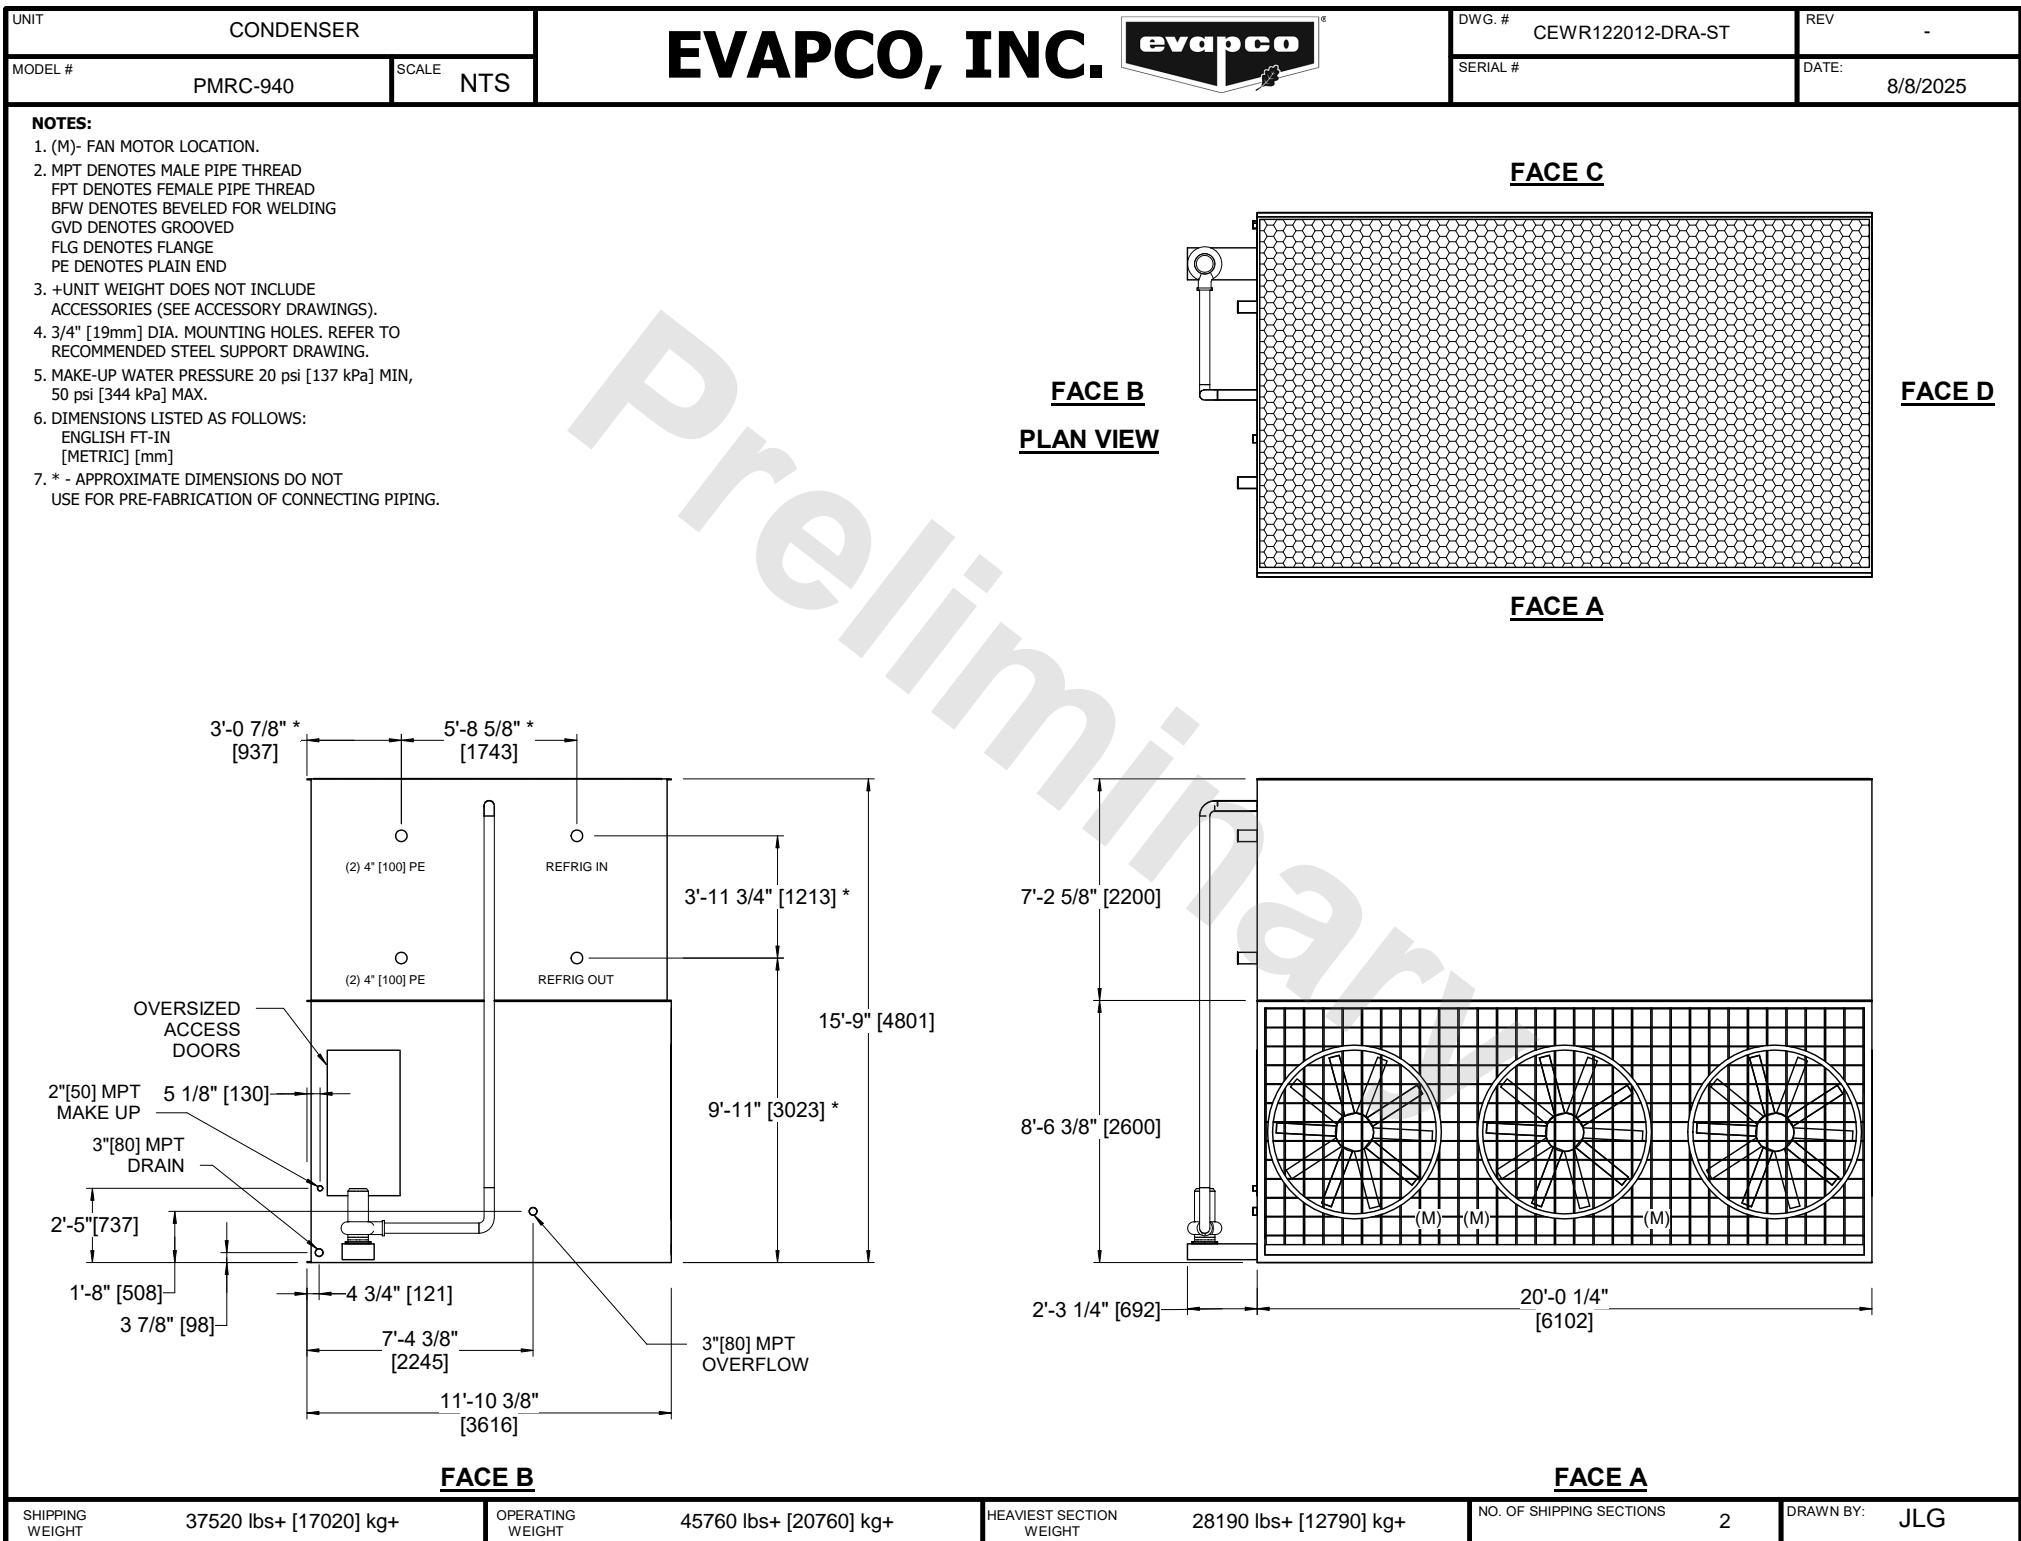 UNIT
CONDENSER
MODEL #
PMRC-940
SCALE
NTS
EVAPCO, INC.
evapco
®
DWG. #
CEWR122012-DRA-ST
REV
-
SERIAL #
DATE:
8/8/2025
NOTES:
1. (M)- FAN MOTOR LOCATION.
2. MPT DENOTES MALE PIPE THREAD
FPT DENOTES FEMALE PIPE THREAD
BFW DENOTES BEVELED FOR WELDING
GVD DENOTES GROOVED
FLG DENOTES FLANGE
PE DENOTES PLAIN END
3. +UNIT WEIGHT DOES NOT INCLUDE
ACCESSORIES (SEE ACCESSORY DRAWINGS).
4. 3/4" [19mm] DIA. MOUNTING HOLES. REFER TO
RECOMMENDED STEEL SUPPORT DRAWING.
5. MAKE-UP WATER PRESSURE 20 psi [137 kPa] MIN,
50 psi [344 kPa] MAX.
6. DIMENSIONS LISTED AS FOLLOWS:
ENGLISH FT-IN
[METRIC] [mm]
7. * - APPROXIMATE DIMENSIONS DO NOT
USE FOR PRE-FABRICATION OF CONNECTING PIPING.
FACE C
FACE B
PLAN VIEW
FACE D
FACE A
Preliminary
3'-0 7/8" *
[937]
5'-8 5/8" *
[1743]
(2) 4" [100] PE
REFRIG IN
3'-11 3/4" [1213] *
(2) 4" [100] PE
REFRIG OUT
OVERSIZED
ACCESS
DOORS
15'-9" [4801]
2"[50] MPT
MAKE UP
5 1/8" [130]
9'-11" [3023] *
3"[80] MPT
DRAIN
2'-5"[737]
1'-8" [508]
4 3/4" [121]
3 7/8" [98]
7'-4 3/8"
[2245]
3"[80] MPT
OVERFLOW
11'-10 3/8"
[3616]
FACE B
7'-2 5/8" [2200]
8'-6 3/8" [2600]
(M)
(M)
(M)
2'-3 1/4" [692]
20'-0 1/4"
[6102]
FACE A
SHIPPING
WEIGHT
37520 lbs+ [17020] kg+
OPERATING
WEIGHT
45760 lbs+ [20760] kg+
HEAVIEST SECTION
WEIGHT
28190 lbs+ [12790] kg+
NO. OF SHIPPING SECTIONS
2
DRAWN BY:
JLG